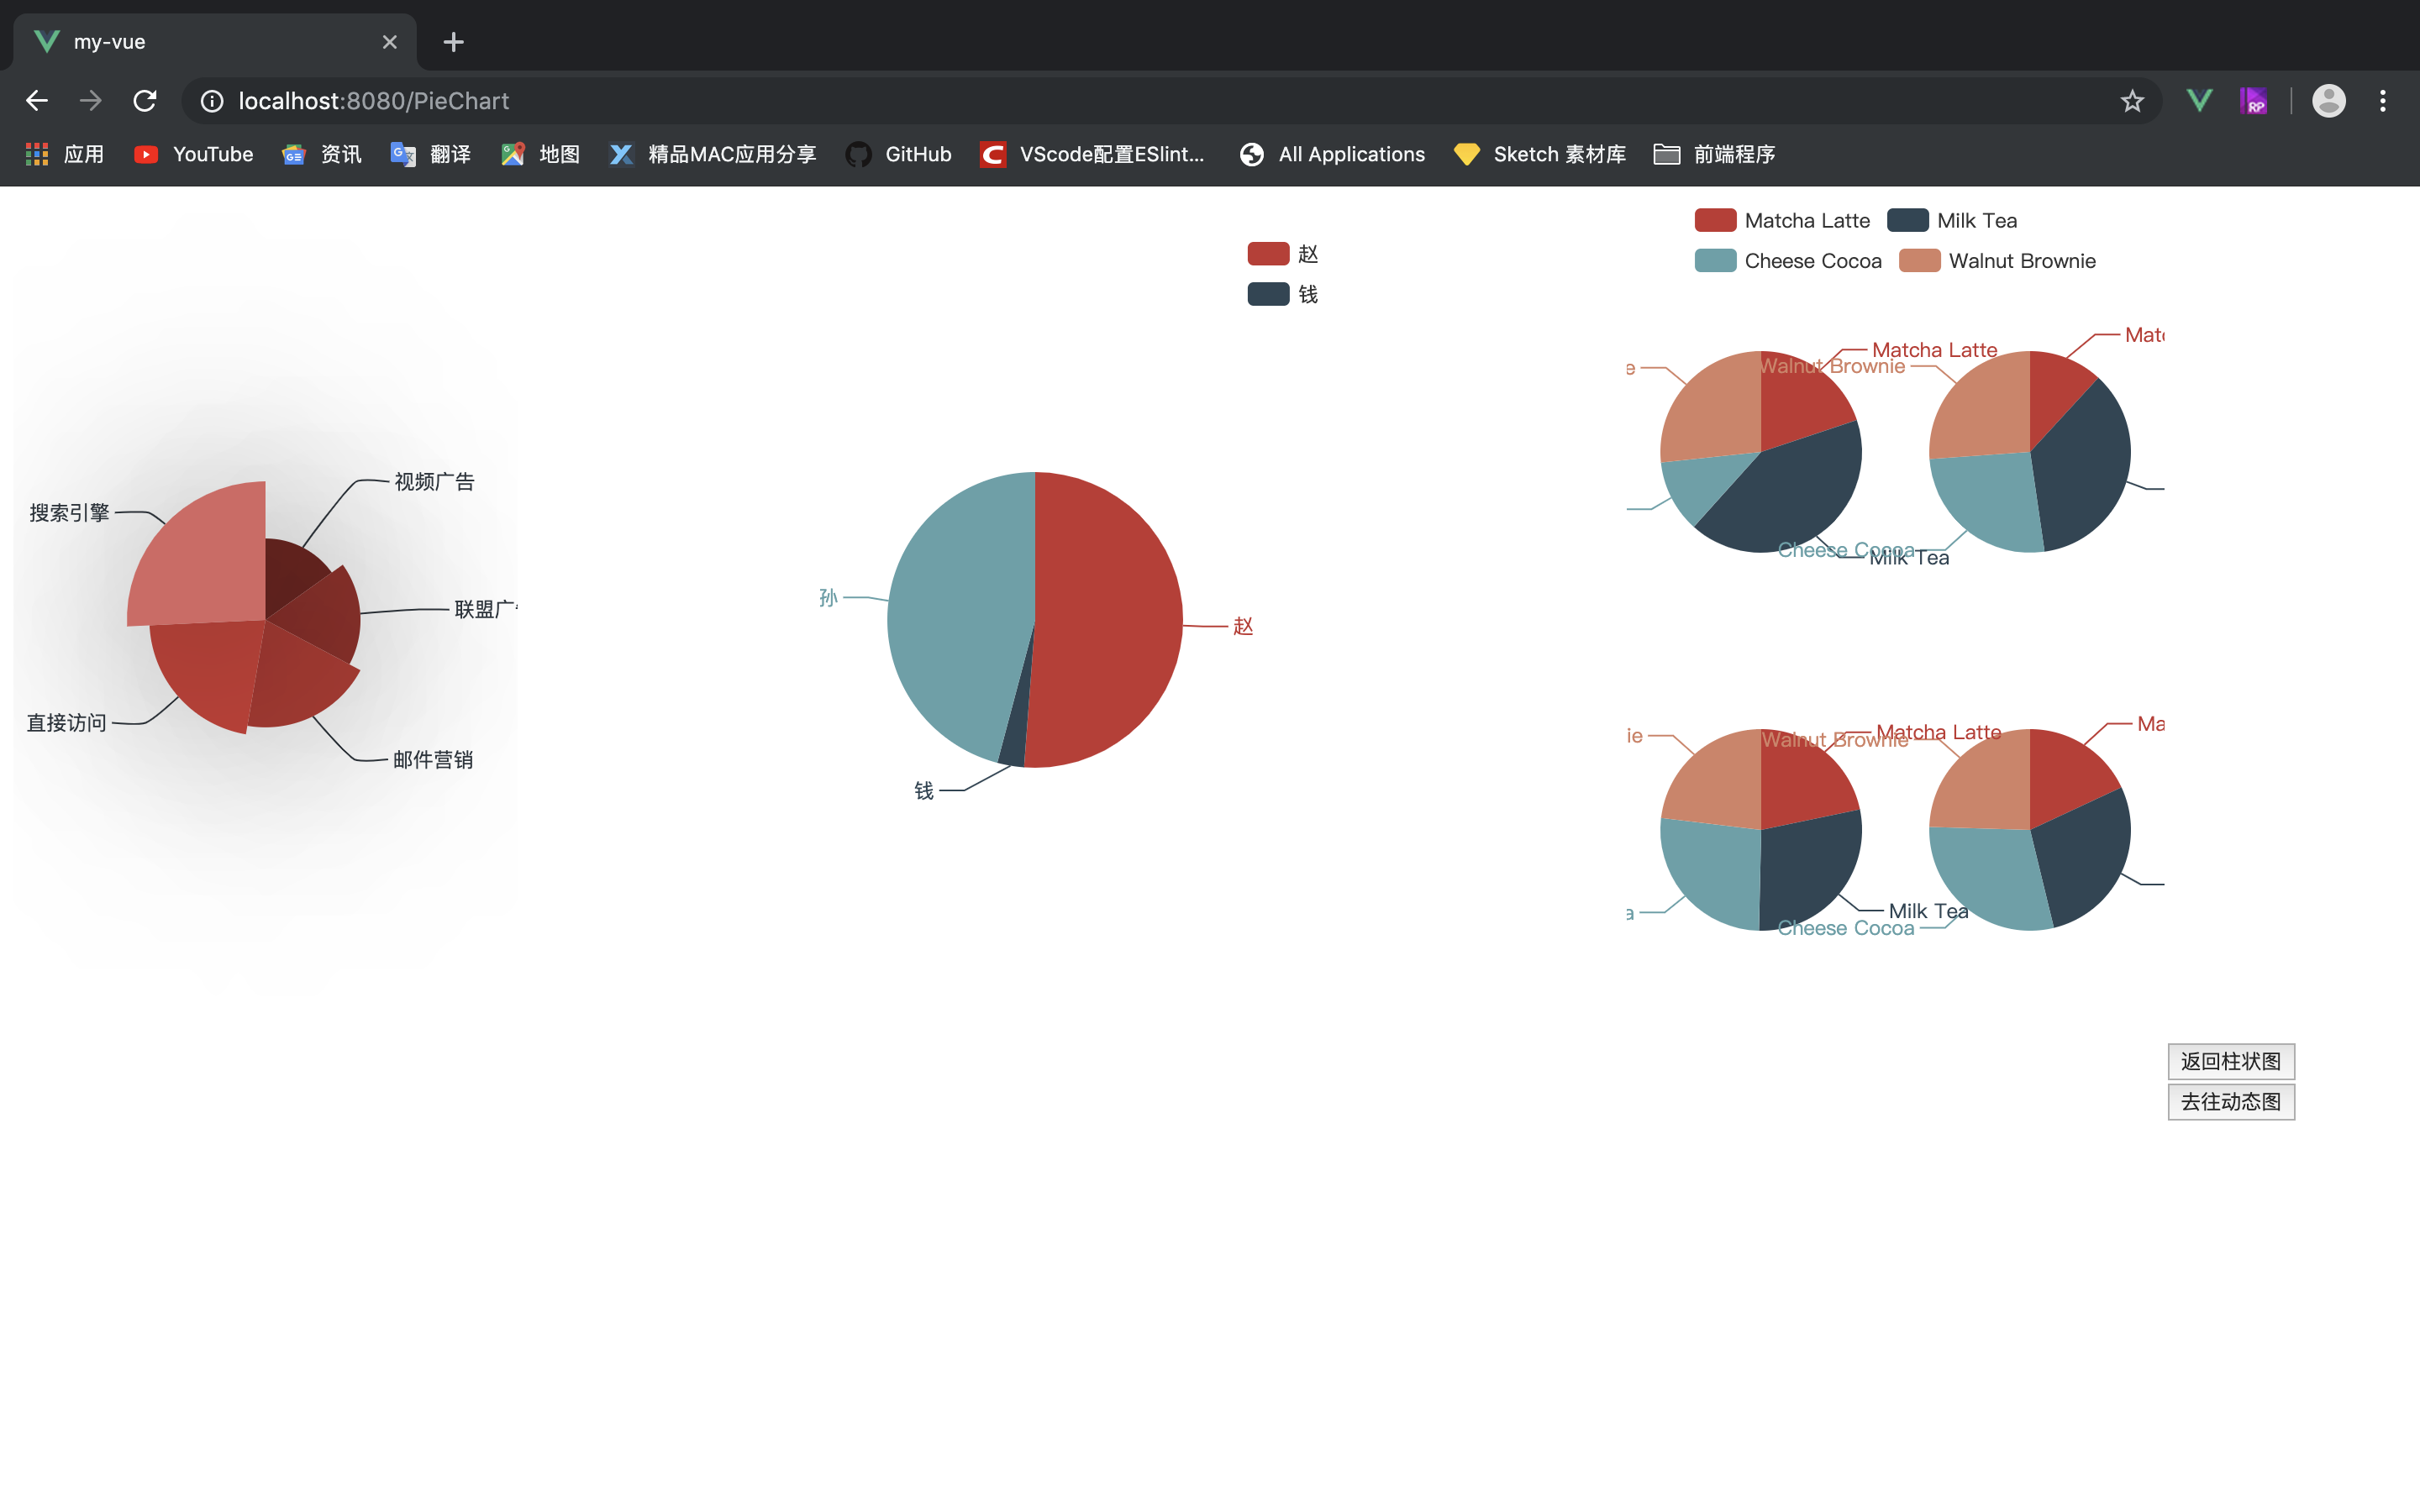 my-vue
localhost:8080/PieChart
应用 YouTube 资讯 翻译 地图 精品MAC应用分享 GitHub VScode配置ESlint... All Applications Sketch 素材库 前端程序
视频广告
搜索引擎
联盟广
直接访问
邮件营销
赵
钱
孙
赵
钱
Matcha Latte Milk Tea
Cheese Cocoa Walnut Brownie
Matc
Matcha Latte
e Walnut Brownie
Cheese Cocoa
Milk Tea
Ma
Matcha Latte
ie Walnut Brownie
a Milk Tea
Cheese Cocoa
返回柱状图
去往动态图